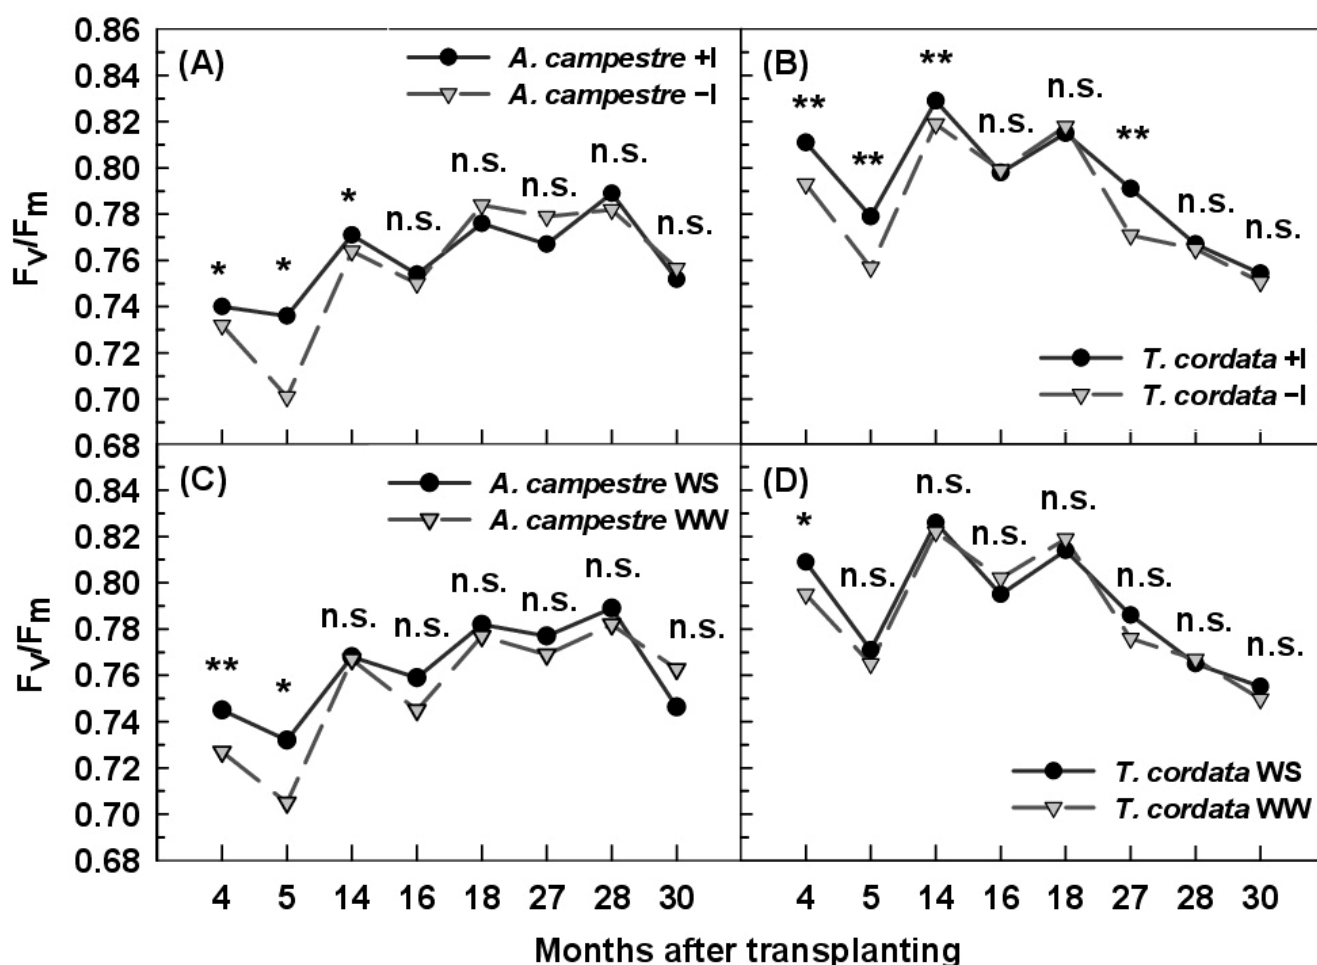 0.86
0.84
0.82
0.80
0.78
0.76
0.74
0.72
0.70
0.68
Fv/Fm
(A)
A. campestre +I
A. campestre −I
*
*
*
n.s.
n.s.
n.s.
n.s.
n.s.
(B)
**
**
**
n.s.
n.s.
**
n.s.
n.s.
T. cordata +I
T. cordata −I
0.84
0.82
0.80
0.78
0.76
0.74
0.72
0.70
0.68
Fv/Fm
(C)
A. campestre WS
A. campestre WW
**
*
n.s.
n.s.
n.s.
n.s.
n.s.
n.s.
(D)
*
n.s.
n.s.
n.s.
n.s.
n.s.
n.s.
n.s.
T. cordata WS
T. cordata WW
4 5 14 16 18 27 28 30
4 5 14 16 18 27 28 30
Months after transplanting